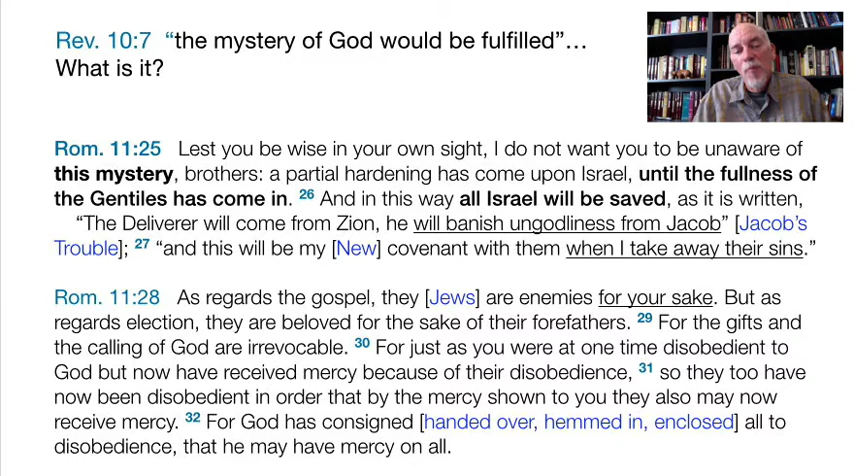 Rev. 10:7 “the mystery of God would be fulfilled”…
What is it?
Rom. 11:25 Lest you be wise in your own sight, I do not want you to be unaware of
this mystery, brothers: a partial hardening has come upon Israel, until the fullness of
the Gentiles has come in. 26 And in this way all Israel will be saved, as it is written,
“The Deliverer will come from Zion, he will banish ungodliness from Jacob” [Jacob’s
Trouble]; 27 “and this will be my [New] covenant with them when I take away their sins.”
Rom. 11:28 As regards the gospel, they [Jews] are enemies for your sake. But as
regards election, they are beloved for the sake of their forefathers. 29 For the gifts and
the calling of God are irrevocable. 30 For just as you were at one time disobedient to
God but now have received mercy because of their disobedience, 31 so they too have
now been disobedient in order that by the mercy shown to you they also may now
receive mercy. 32 For God has consigned [handed over, hemmed in, enclosed] all to
disobedience, that he may have mercy on all.